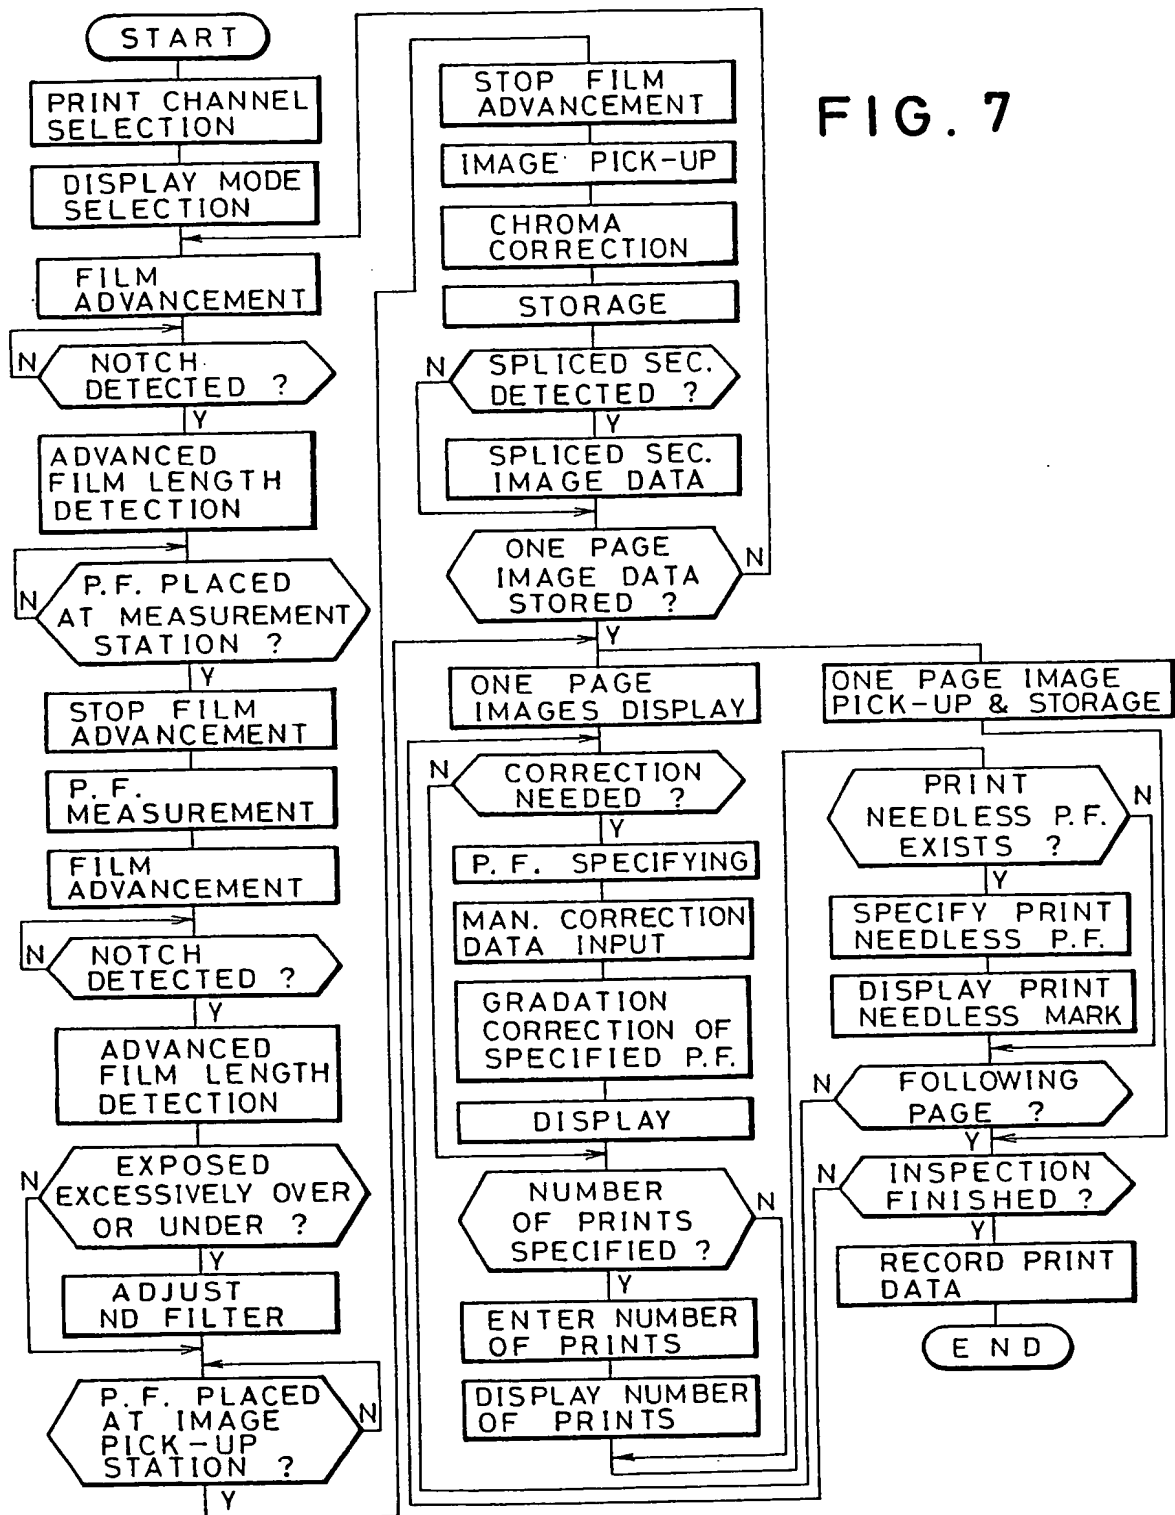 START
PRINT CHANNEL
SELECTION
DISPLAY MODE
SELECTION
FILM
ADVANCEMENT
N
NOTCH
DETECTED ?
Y
ADVANCED
FILM LENGTH
DETECTION
N
P.F. PLACED
AT MEASUREMENT
STATION ?
Y
STOP FILM
ADVANCEMENT
P. F.
MEASUREMENT
FILM
ADVANCEMENT
N
NOTCH
DETECTED ?
Y
ADVANCED
FILM LENGTH
DETECTION
N
EXPOSED
EXCESSIVELY OVER
OR UNDER ?
Y
ADJUST
ND FILTER
P. F. PLACED
AT IMAGE
PICK-UP
STATION ?
N
Y
STOP FILM
ADVANCEMENT
IMAGE PICK-UP
CHROMA
CORRECTION
STORAGE
N
SPLICED SEC.
DETECTED ?
Y
SPLICED SEC.
IMAGE DATA
ONE PAGE
IMAGE DATA
STORED ?
N
Y
ONE PAGE
IMAGES DISPLAY
N
CORRECTION
NEEDED ?
Y
P. F. SPECIFYING
MAN. CORRECTION
DATA INPUT
GRADATION
CORRECTION OF
SPECIFIED P.F.
DISPLAY
NUMBER
OF PRINTS
SPECIFIED ?
N
Y
ENTER NUMBER
OF PRINTS
DISPLAY NUMBER
OF PRINTS
FIG. 7
ONE PAGE IMAGE
PICK-UP & STORAGE
PRINT
NEEDLESS P. F.
EXISTS ?
N
Y
SPECIFY PRINT
NEEDLESS P.F.
DISPLAY PRINT
NEEDLESS MARK
N
FOLLOWING
PAGE ?
Y
N
INSPECTION
FINISHED ?
Y
RECORD PRINT
DATA
END